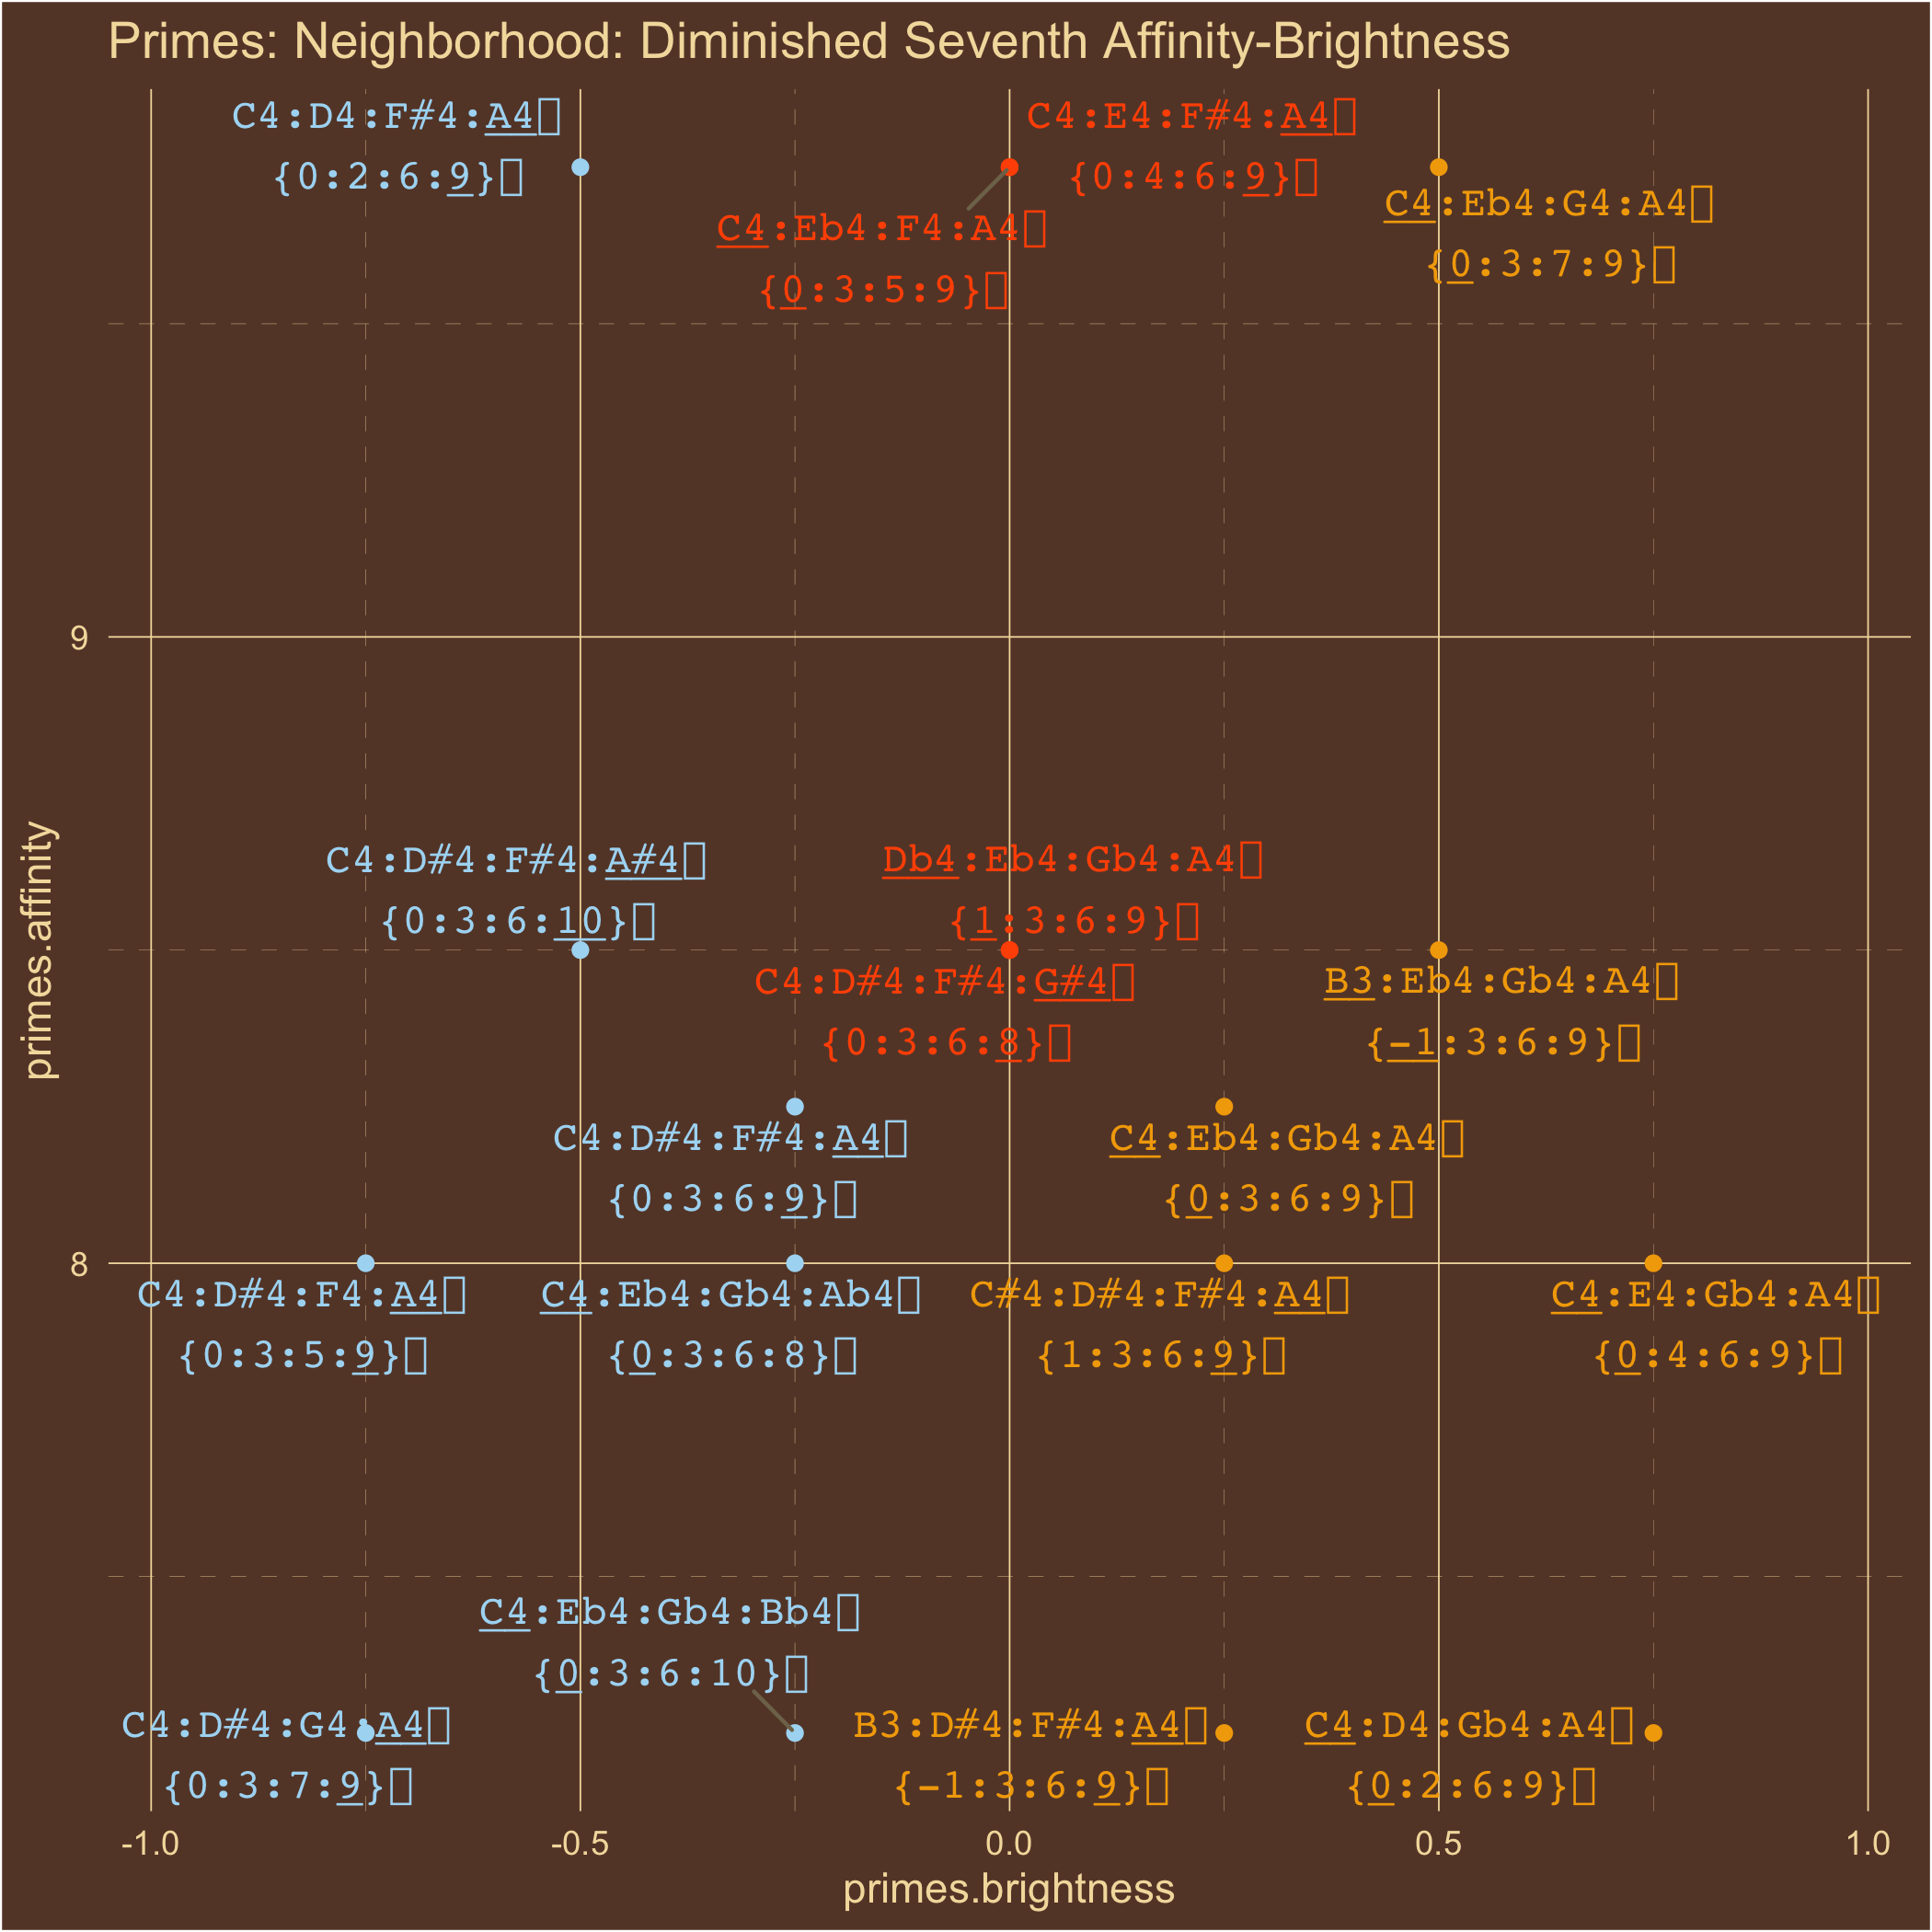 Primes: Neighborhood: Diminished Seventh Affinity-Brightness
C4:D4:F#4:A4
{0:2:6:9}
C4:E4:F#4:A4
{0:4:6:9}
C4:Eb4:G4:A4
{0:3:7:9}
C4:Eb4:F4:A4
{0:3:5:9}
9
C4:D#4:F#4:A#4
{0:3:6:10}
Db4:Eb4:Gb4:A4
{1:3:6:9}
C4:D#4:F#4:G#4
{0:3:6:8}
B3:Eb4:Gb4:A4
{-1:3:6:9}
primes.affinity
C4:D#4:F#4:A4
{0:3:6:9}
C4:Eb4:Gb4:A4
{0:3:6:9}
8
C4:D#4:F4:A4
{0:3:5:9}
C4:Eb4:Gb4:Ab4
{0:3:6:8}
C#4:D#4:F#4:A4
{1:3:6:9}
C4:E4:Gb4:A4
{0:4:6:9}
C4:Eb4:Gb4:Bb4
{0:3:6:10}
C4:D#4:G4:A4
{0:3:7:9}
B3:D#4:F#4:A4
{-1:3:6:9}
C4:D4:Gb4:A4
{0:2:6:9}
-1.0 -0.5 0.0 0.5 1.0
primes.brightness